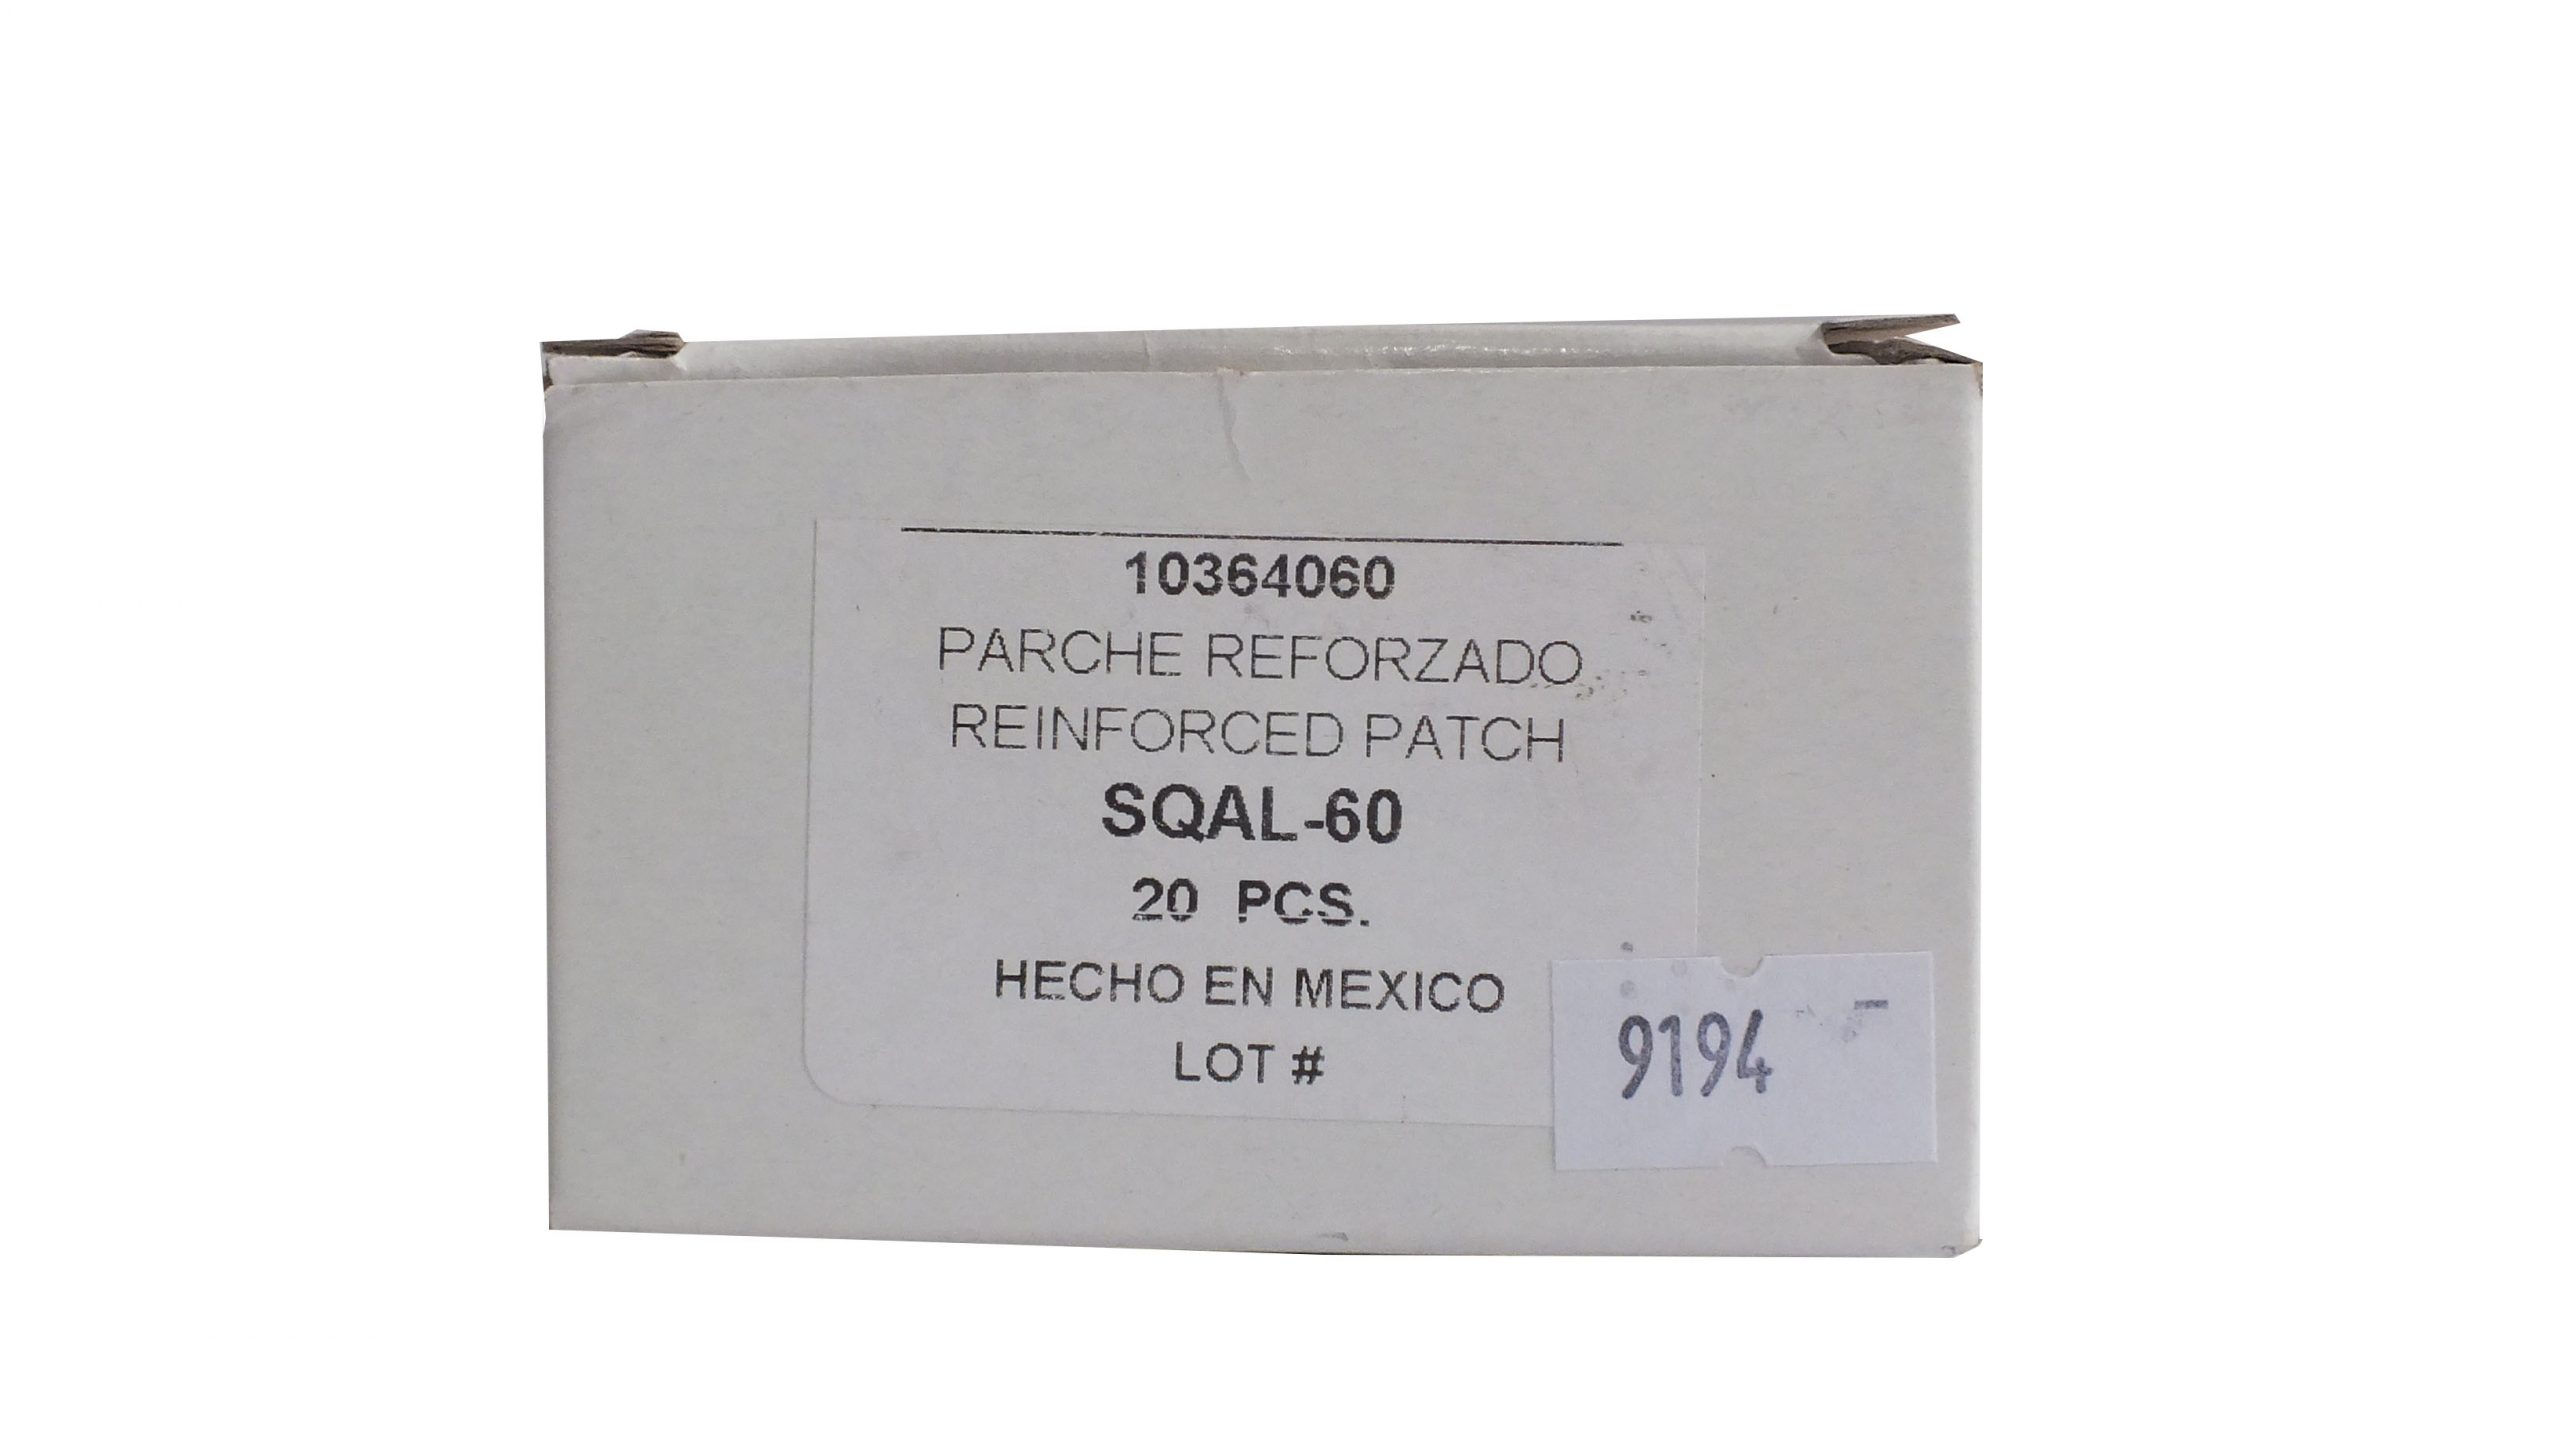 10364060
PARCHE REFORZADO
REINFORCED PATCH
SQAL-60
20 PCS.
HECHO EN MEXICO
LOT #
9194